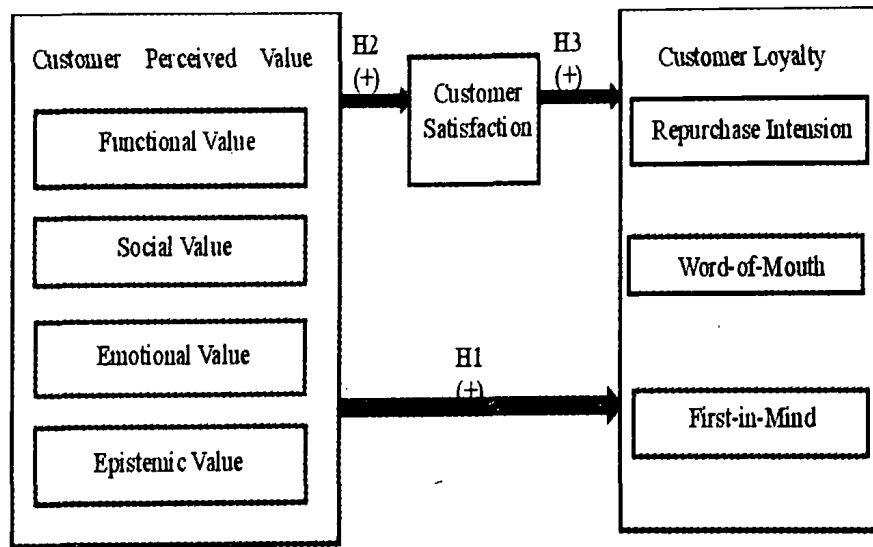 Customer Perceived Value
Functional Value
Social Value
Emotional Value
Epistemic Value
H2
(+)
Customer
Satisfaction
H3
(+)
H1
(+)
Customer Loyalty
Repurchase Intension
Word-of-Mouth
First-in-Mind